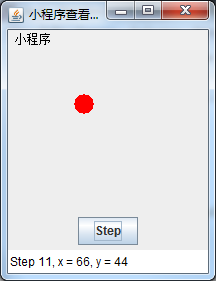 小程序查看...
小程序
Step
Step 11, x = 66, y = 44